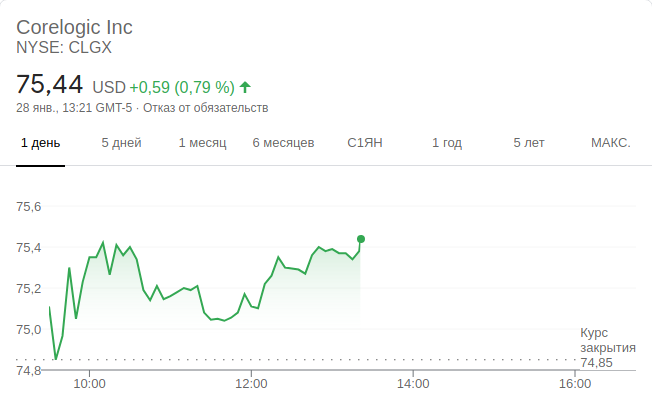 Corelogic Inc
NYSE: CLGX
75,44 USD +0,59 (0,79 %)
28 янв., 13:21 GMT-5 · Отказ от обязательств
1 день 5 дней 1 месяц 6 месяцев С1ЯН 1 год 5 лет МАКС.
75,6
75,4
75,2
75,0
Курс
закрытия
74,85
74,8
10:00 12:00 14:00 16:00